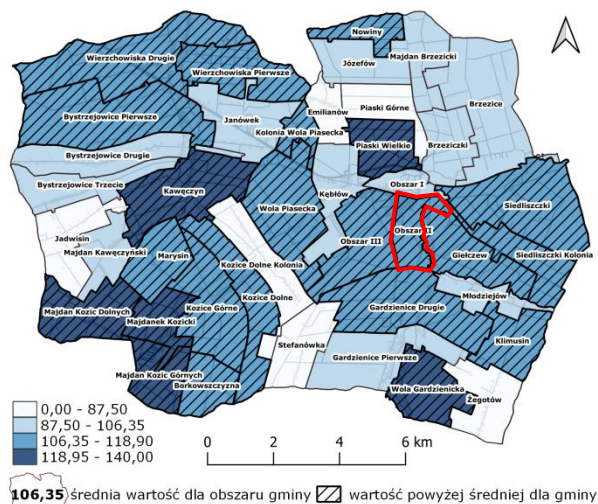 Nowiny
Wierzchowiska Drugie
Majdan Brzezicki
Józefów
Wierzchowiska Pierwsze
Brzezice
Piaski Górne
Emilianów
Bystrzejowice Pierwsze
Janówek
Kolonia Wola Piasecka
Brzeziczki
Piaski Wielkie
Bystrzejowice Drugie
Kawęczyn
Bystrzejowice Trzecie
Obszar I
Kębłów
Siedliszczki
Wola Piasecka
Obszar II
Jadwisin
Obszar III
Majdan Kawęczyński
Marysin
Giełczew
Siedliszczki Kolonia
Kozice Dolne Kolonia
Młodziejów
Kozice Dolne
Kozice Górne
Gardzienice Drugie
Majdan Kozic Dolnych
Majdanek Kozicki
Klimusin
Stefanówka
Gardzienice Pierwsze
Majdan Kozic Górnych
Borkowszczyzna
Wola Gardzienicka
Żegotów
0,00 - 87,50
87,50 - 106,35
106,35 - 118,90
118,95 - 140,00
0 2 4 6 km
106,35 średnia wartość dla obszaru gminy wartość powyżej średniej dla gminy